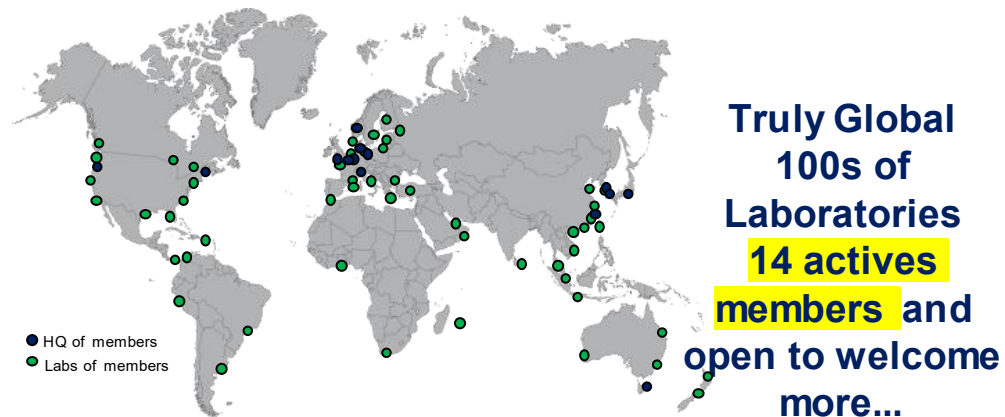 Truly Global
100s of
Laboratories
14 actives
members and
open to welcome
more...
HQ of members
Labs of members